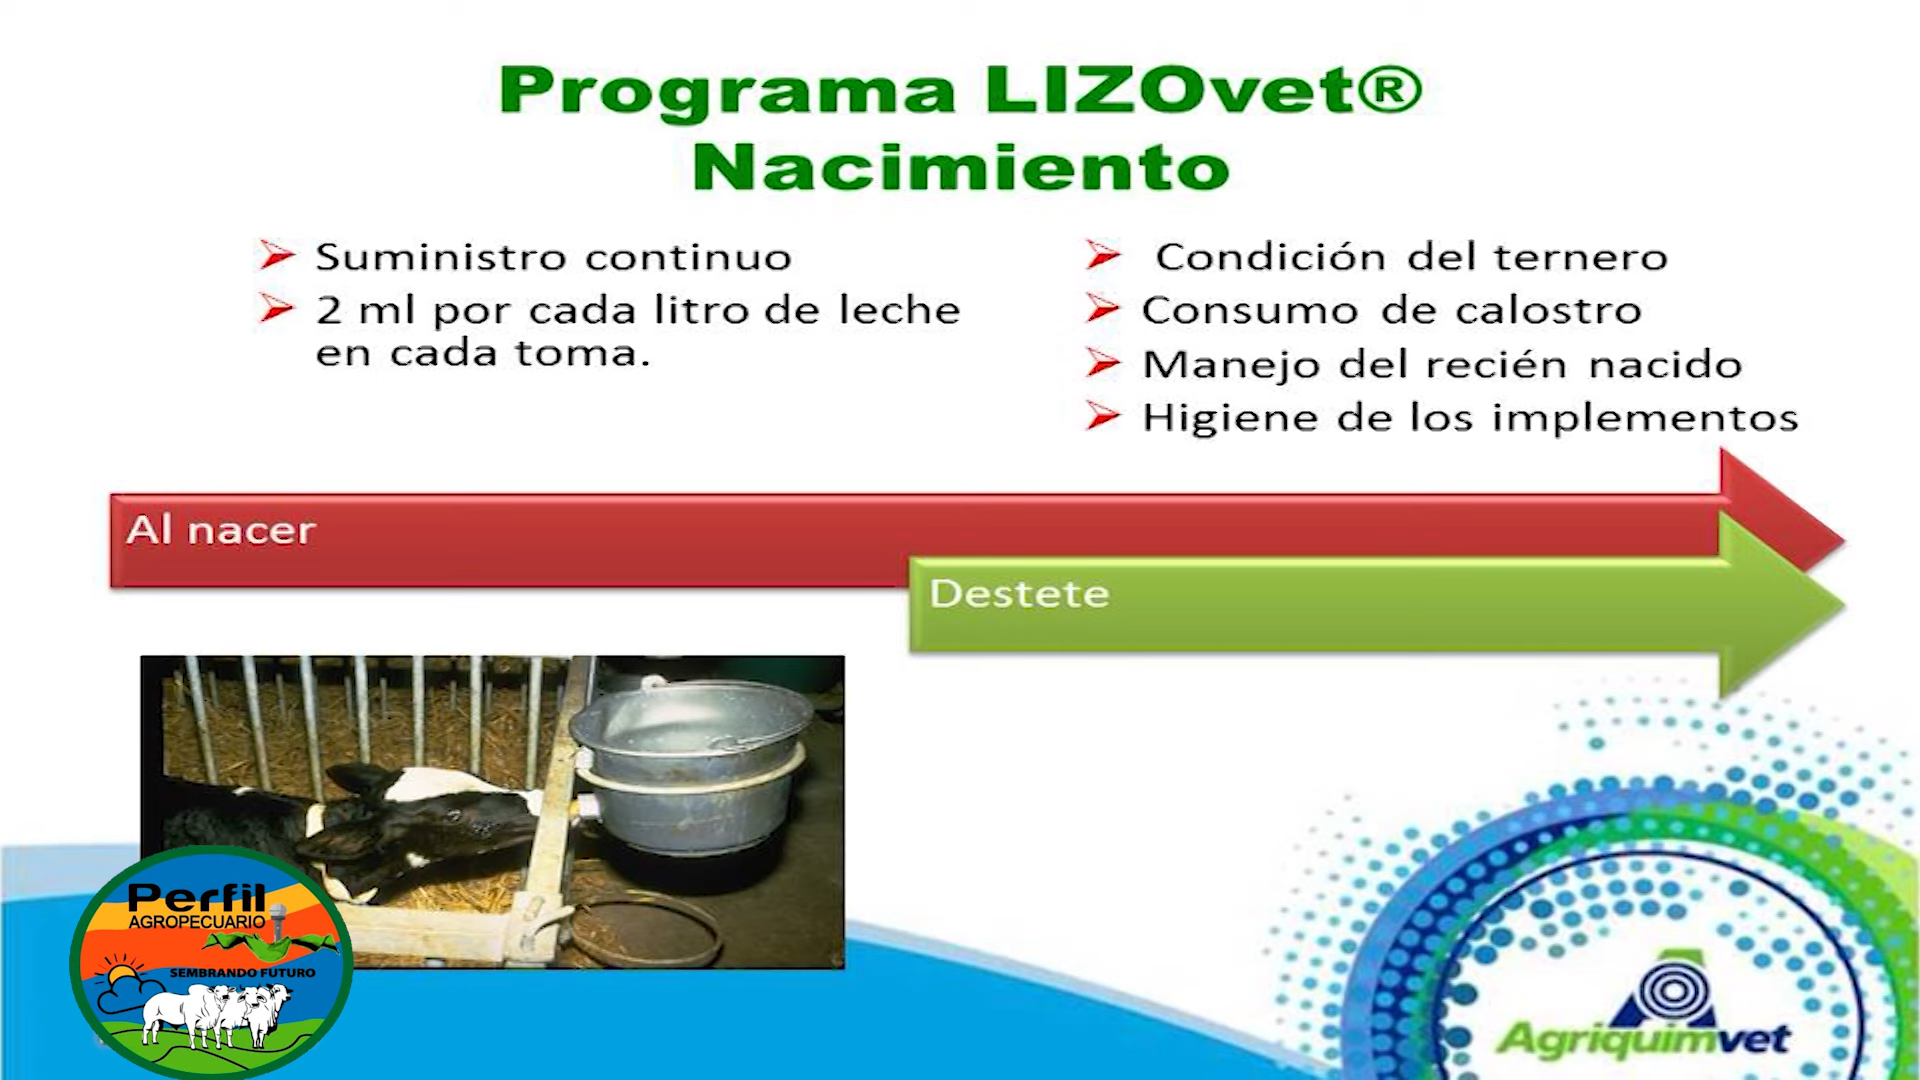 Programa LIZOvet®
Nacimiento
Suministro continuo
2 ml por cada litro de leche
en cada toma.
Condición del ternero
Consumo de calostro
Manejo del recién nacido
Higiene de los implementos
Al nacer
Destete
Perfil
AGROPECUARIO
SEMBRANDO FUTURO
Agriquimvet